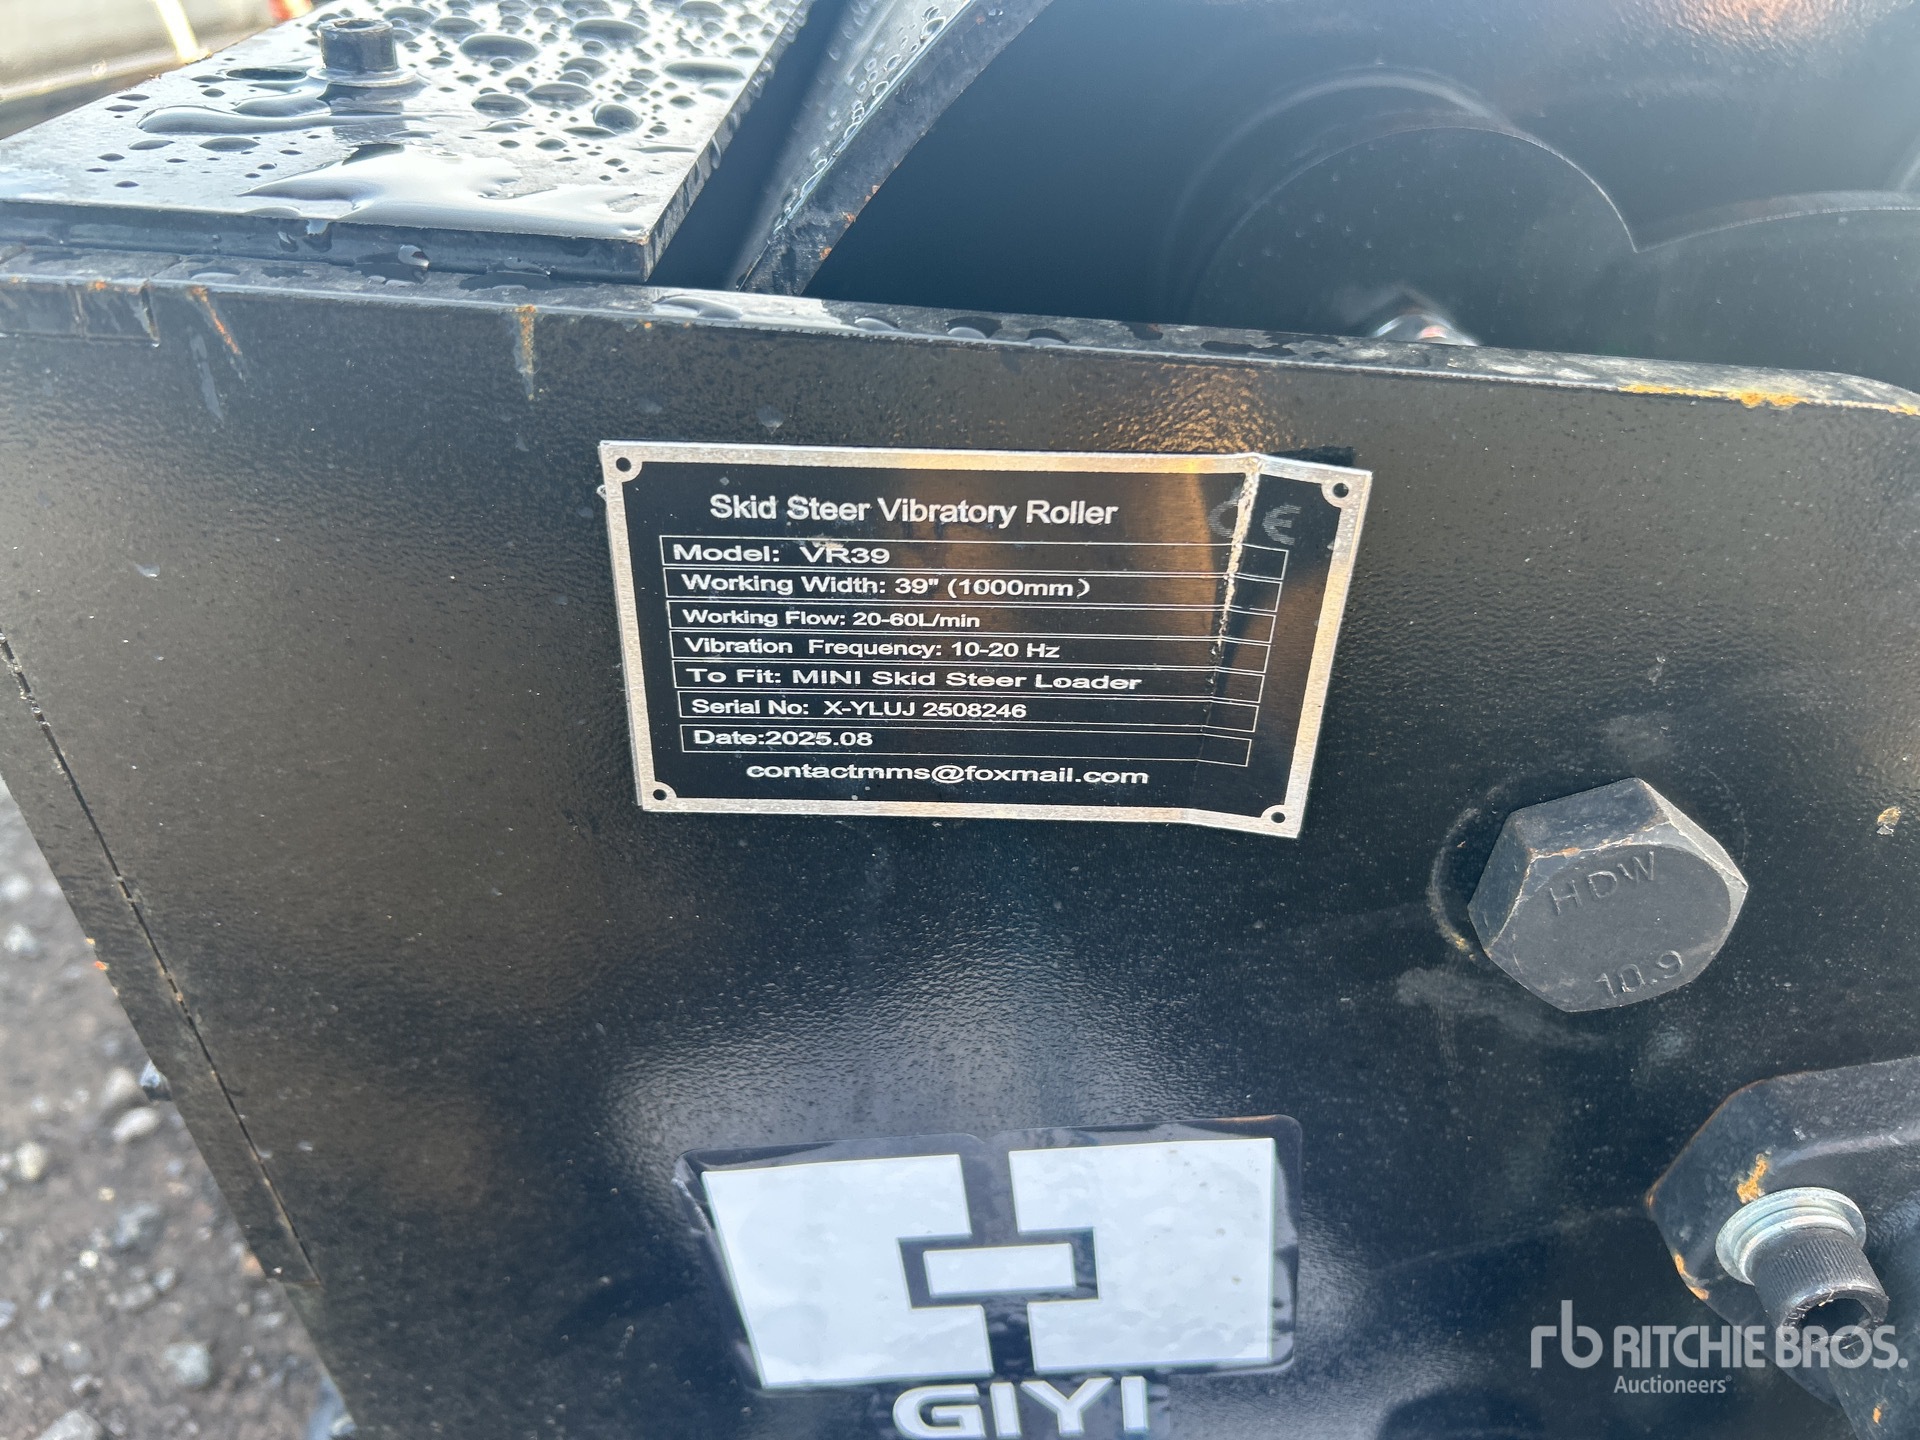 Skid Steer Vibratory Roller
CE
Model: VR39
Working Width: 39" (1000mm)
Working Flow: 20-60L/min
Vibration Frequency: 10-20 Hz
To Fit: MINI Skid Steer Loader
Serial No: X-YLUJ 2508246
Date:2025.08
contactmms@foxmail.com
HDW
10.9
GIYI
rb RITCHIE BROS.
Auctioneers